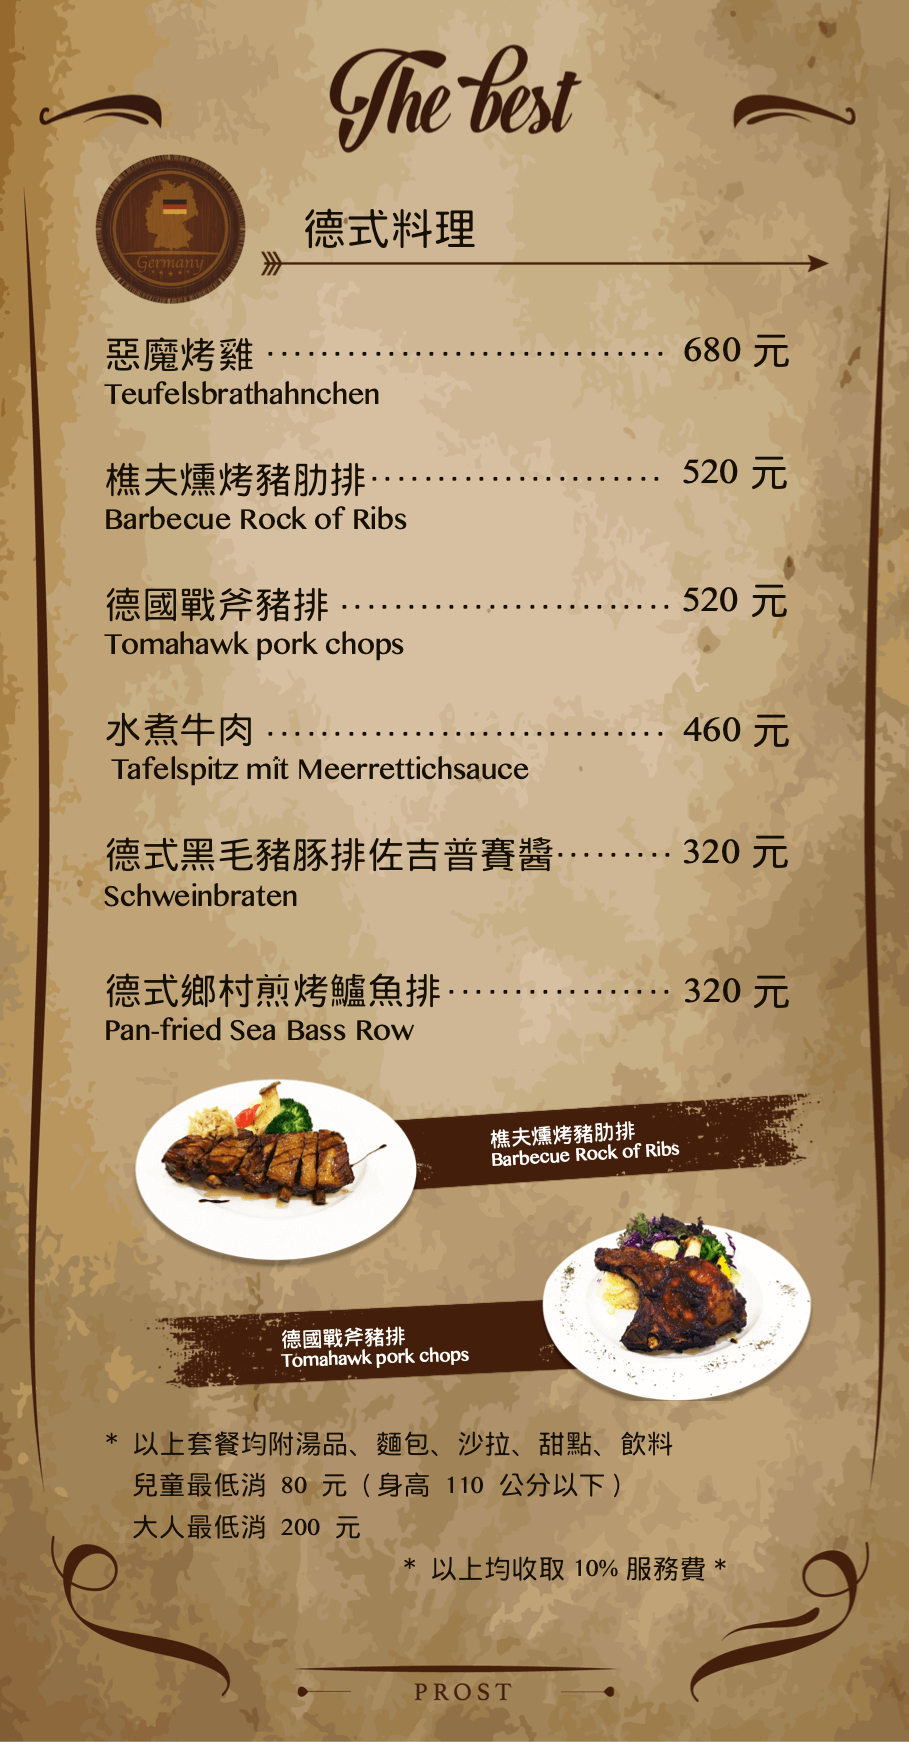 The best
Germany
德式料理
惡魔烤雞 ······························ 680 元
Teufelsbrathahnchen
樵夫燻烤豬肋排······················ 520 元
Barbecue Rock of Ribs
德國戰斧豬排 ························· 520 元
Tomahawk pork chops
水煮牛肉 ······························ 460 元
Tafelspitz mit Meerrettichsauce
德式黑毛豬豚排佐吉普賽醬········· 320 元
Schweinbraten
德式鄉村煎烤鱸魚排················· 320 元
Pan-fried Sea Bass Row
樵夫燻烤豬肋排
Barbecue Rock of Ribs
德國戰斧豬排
Tomahawk pork chops
* 以上套餐均附湯品、麵包、沙拉、甜點、飲料
兒童最低消 80 元 ( 身高 110 公分以下 )
大人最低消 200 元
* 以上均收取 10% 服務費 *
PROST